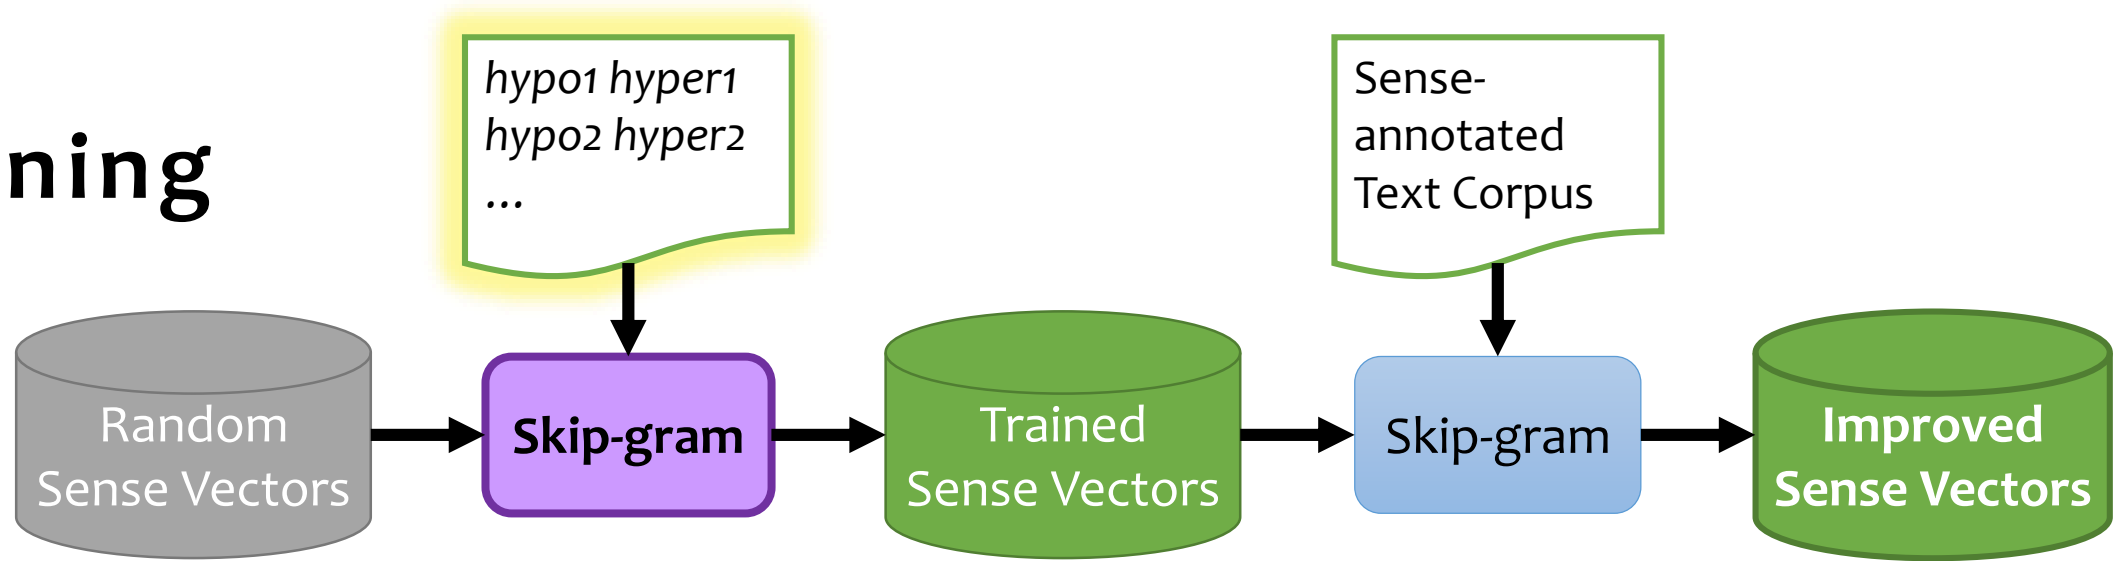 ning
hypo1 hyper1
hypo2 hyper2
...
Sense-
annotated
Text Corpus
Random
Sense Vectors
Skip-gram
Trained
Sense Vectors
Skip-gram
Improved
Sense Vectors